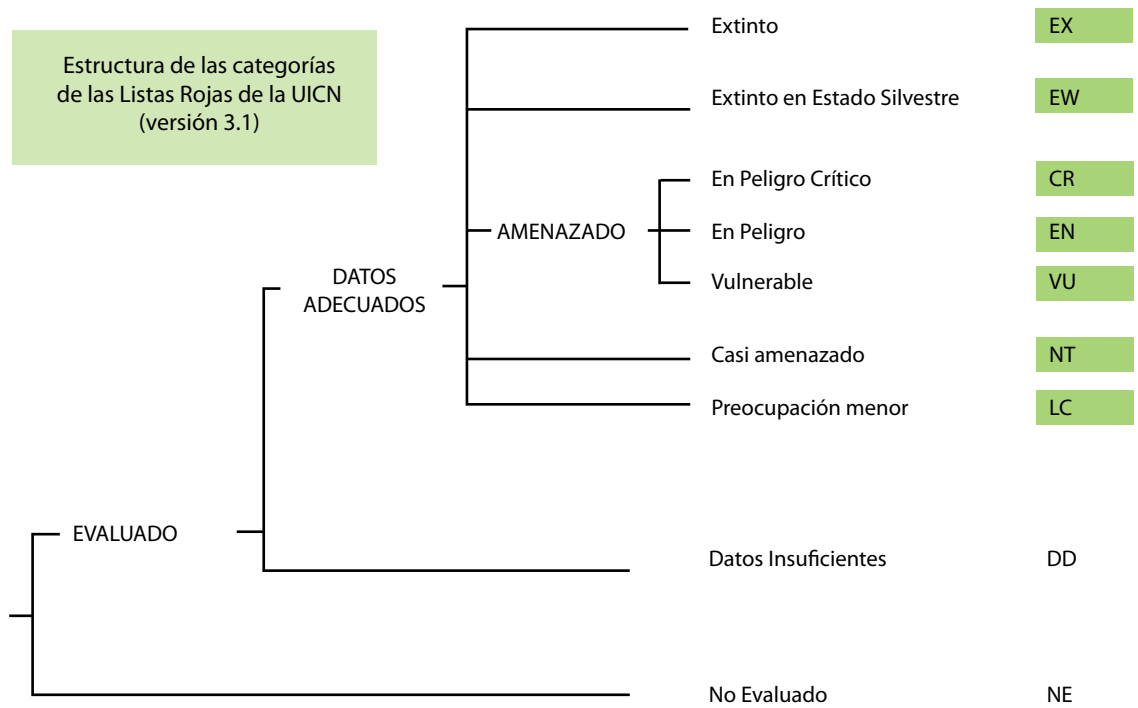 Estructura de las categorías
de las Listas Rojas de la UICN
(versión 3.1)
Extinto EX
Extinto en Estado Silvestre EW
En Peligro Crítico CR
AMENAZADO En Peligro EN
DATOS
ADECUADOS
Vulnerable VU
Casi amenazado NT
Preocupación menor LC
EVALUADO
Datos Insuficientes DD
No Evaluado NE